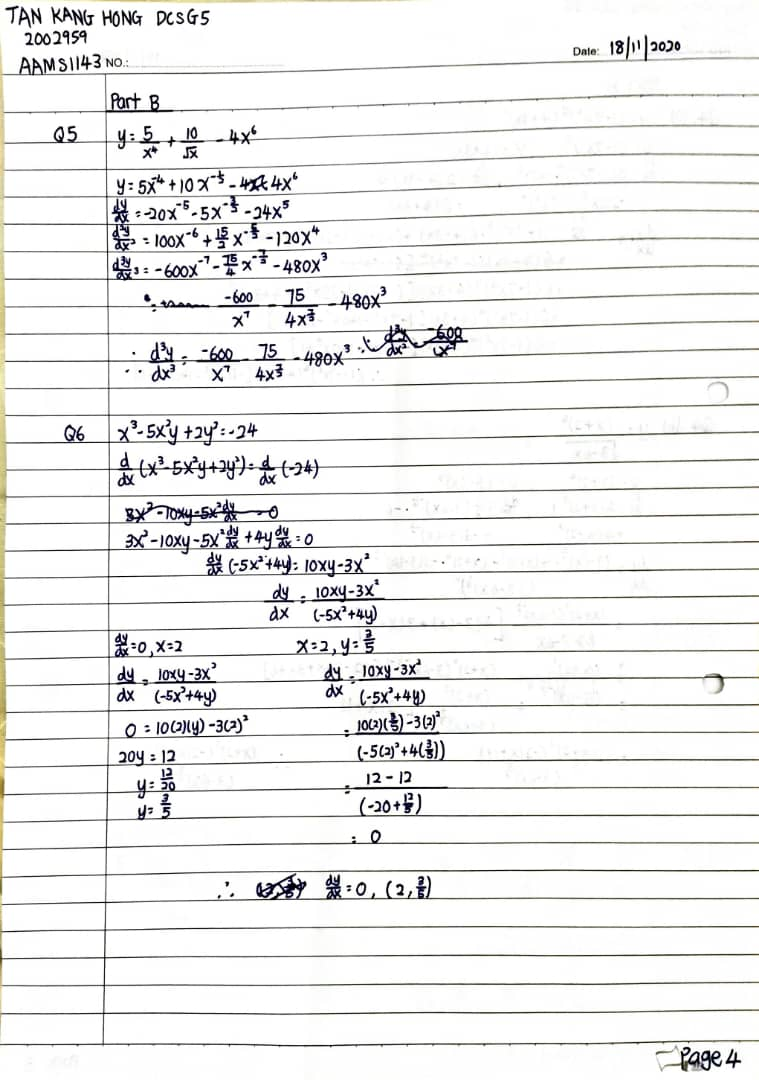 TAN KANG HONG DCSG5
2002959
AAMS1143 NO.:
Date: 18/11/2020
Part B
Q5 y = 5/x⁴ + 10/√x - 4x⁶
y = 5x⁻⁴ + 10x^(-1/2) - 4x⁶
dy/dx = -20x⁻⁵ - 5x^(-3/2) - 24x⁵
d²y/dx² = 100x⁻⁶ + 15/2 x^(-5/2) - 120x⁴
d³y/dx³ = -600x⁻⁷ - 75/4 x^(-7/2) - 480x³
-600/x⁷ - 75/4x^(7/2) - 480x³
∴ d³y/dx³ = -600/x⁷ - 75/4x^(7/2) - 480x³
Q6 x³ - 5x²y + 2y² = -24
d/dx (x³ - 5x²y + 2y²) = d/dx (-24)
3x² - 10xy - 5x² dy/dx = 0
3x² - 10xy - 5x² dy/dx + 4y dy/dx = 0
dy/dx (-5x² + 4y) = 10xy - 3x²
dy/dx = 10xy - 3x² / (-5x² + 4y)
dy/dx = 0, x = 2
dy/dx = 10xy - 3x² / (-5x² + 4y)
0 = 10(2)(y) - 3(2)²
20y = 12
y = 12/20
y = 3/5
x = 2, y = 3/5
dy/dx = 10xy - 3x² / (-5x² + 4y)
= 10(2)(3/5) - 3(2)² / (-5(2)² + 4(3/5))
= 12 - 12 / (-20 + 12/5)
= 0
∴ dy/dx = 0, (2, 3/5)
Page 4